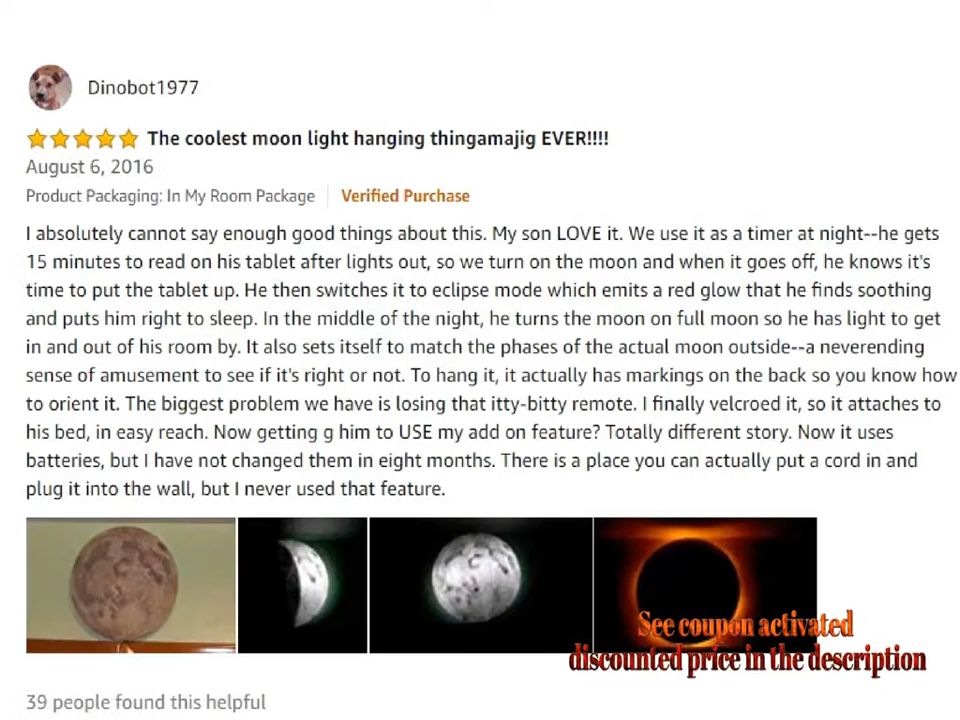 Dinobot1977
The coolest moon light hanging thingamajig EVER!!!!
August 6, 2016
Product Packaging: In My Room Package Verified Purchase
I absolutely cannot say enough good things about this. My son LOVE it. We use it as a timer at night--he gets
15 minutes to read on his tablet after lights out, so we turn on the moon and when it goes off, he knows it's
time to put the tablet up. He then switches it to eclipse mode which emits a red glow that he finds soothing
and puts him right to sleep. In the middle of the night, he turns the moon on full moon so he has light to get
in and out of his room by. It also sets itself to match the phases of the actual moon outside--a neverending
sense of amusement to see if it's right or not. To hang it, it actually has markings on the back so you know how
to orient it. The biggest problem we have is losing that itty-bitty remote. I finally velcroed it, so it attaches to
his bed, in easy reach. Now getting g him to USE my add on feature? Totally different story. Now it uses
batteries, but I have not changed them in eight months. There is a place you can actually put a cord in and
plug it into the wall, but I never used that feature.
See coupon activated
discounted price in the description
39 people found this helpful